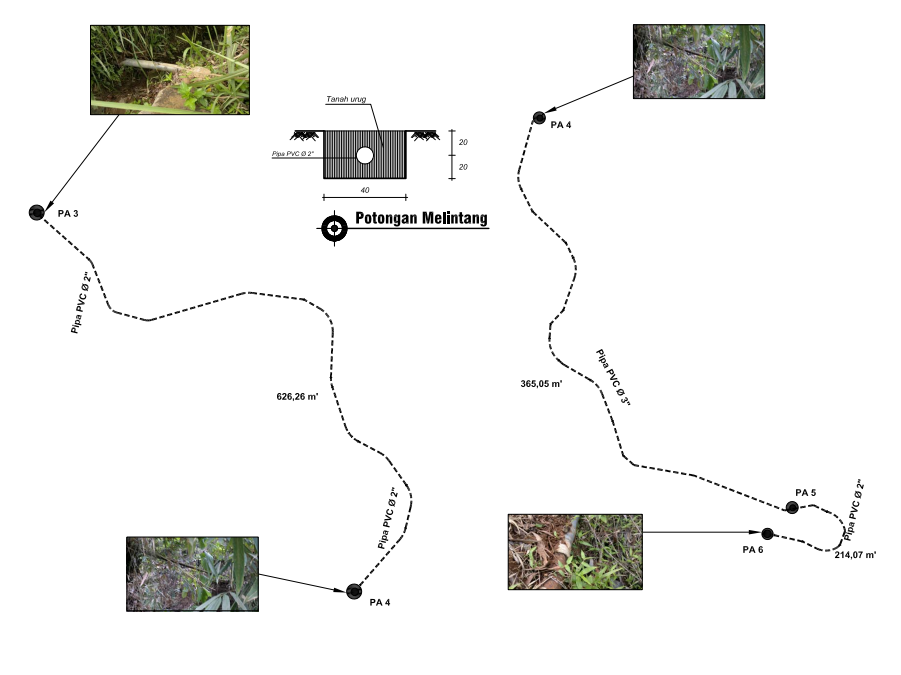 Tanah urug
Pipa PVC Ø 2"
20
20
40
Potongan Melintang
PA 3
Pipa PVC Ø 2"
626,26 m'
Pipa PVC Ø 2"
PA 4
PA 4
365,05 m'
Pipa PVC Ø 3"
PA 5
Pipa PVC Ø 2"
PA 6
214,07 m'